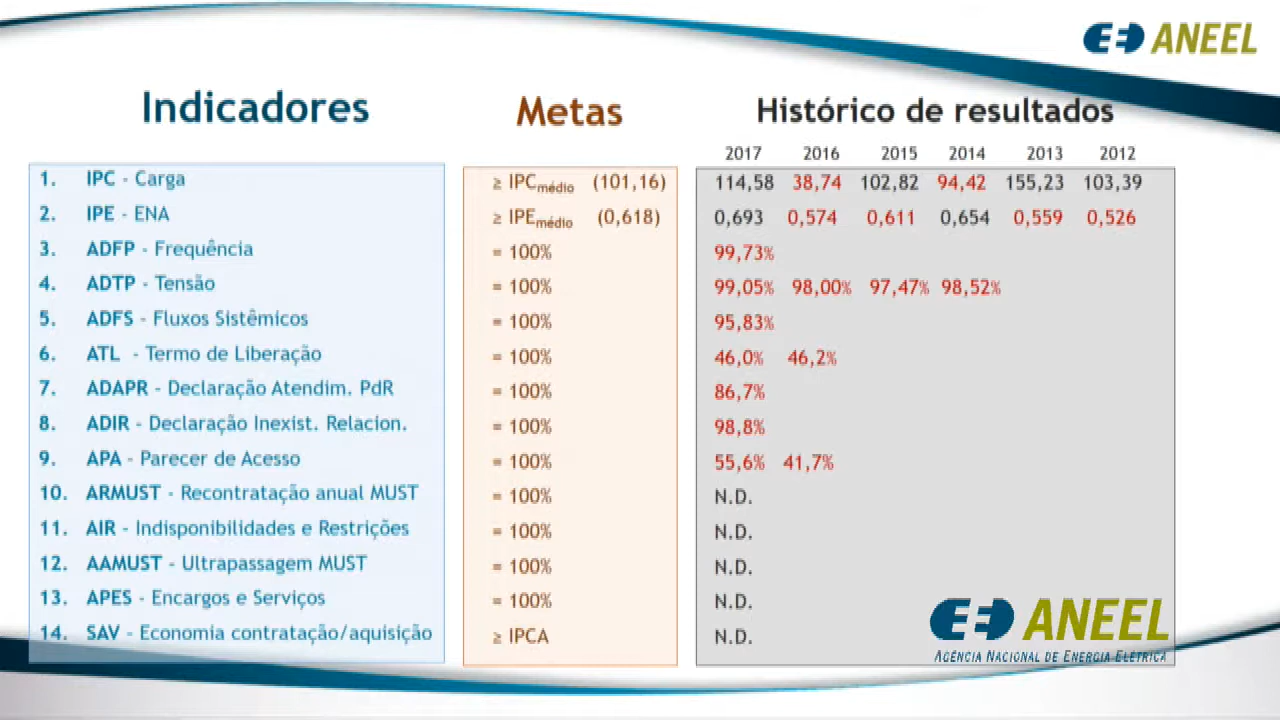 ANEEL
Indicadores Metas Histórico de resultados
2017 2016 2015 2014 2013 2012
1. IPC - Carga ≥ IPCmédio (101,16) 114,58 38,74 102,82 94,42 155,23 103,39
2. IPE - ENA ≥ IPEmédio (0,618) 0,693 0,574 0,611 0,654 0,559 0,526
3. ADFP - Frequência = 100% 99,73%
4. ADTP - Tensão = 100% 99,05% 98,00% 97,47% 98,52%
5. ADFS - Fluxos Sistêmicos = 100% 95,83%
6. ATL - Termo de Liberação = 100% 46,0% 46,2%
7. ADAPR - Declaração Atendim. PdR = 100% 86,7%
8. ADIR - Declaração Inexist. Relacion. = 100% 98,8%
9. APA - Parecer de Acesso = 100% 55,6% 41,7%
10. ARMUST - Recontratação anual MUST = 100% N.D.
11. AIR - Indisponibilidades e Restrições = 100% N.D.
12. AAMUST - Ultrapassagem MUST = 100% N.D.
13. APES - Encargos e Serviços = 100% N.D.
14. SAV - Economia contratação/aquisição ≥ IPCA N.D.
ANEEL
AGÊNCIA NACIONAL DE ENERGIA ELÉTRICA